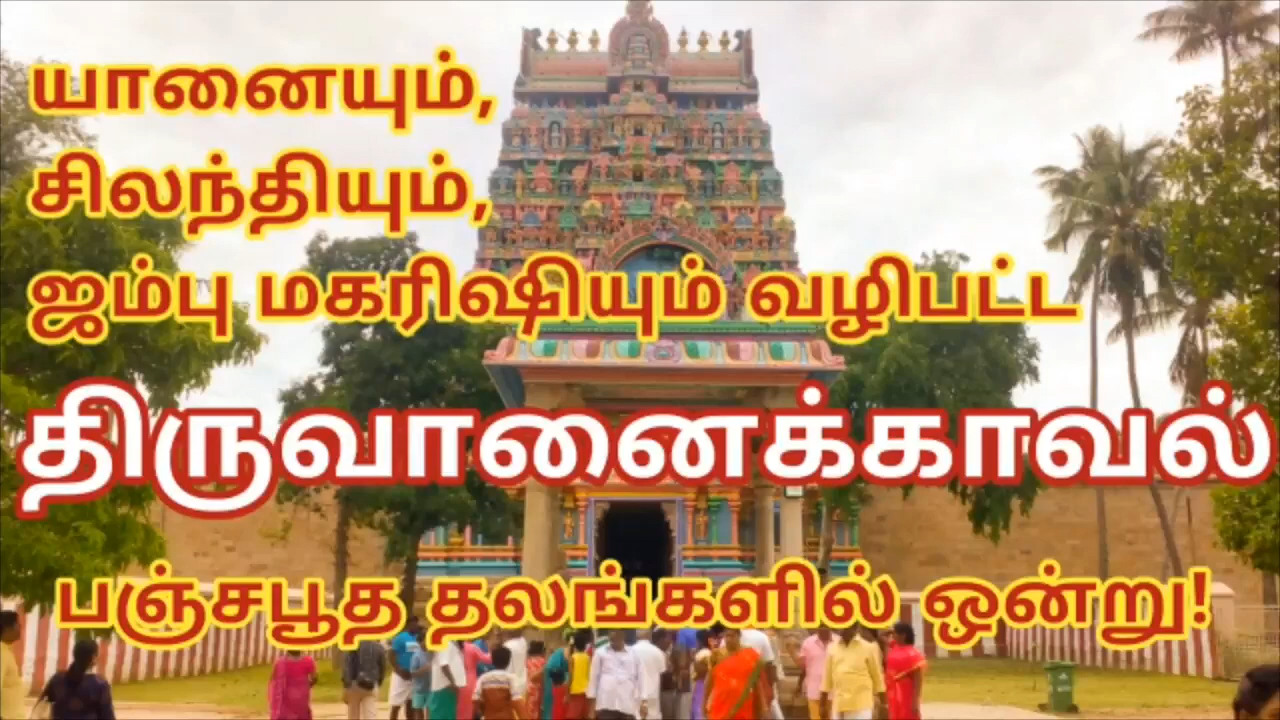 யானையும்,
சிலந்தியும்,
ஜம்பு மகரிஷியும் வழிபட்ட
திருவானைக்காவல்
பஞ்சபூத தலங்களில் ஒன்று!